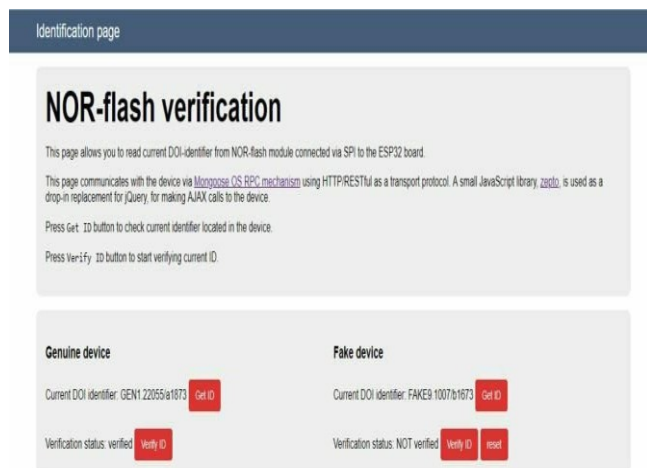 Identification page
NOR-flash verification
This page allows you to read current DOI-identifier from NOR-flash module connected via SPI to the ESP32 board.
This page communicates with the device via Mongoose OS RPC mechanism using HTTP/RESTful as a transport protocol. A small JavaScript library, zepto, is used as a
drop-in replacement for jQuery, for making AJAX calls to the device.
Press Get ID button to check current identifier located in the device.
Press Verify ID button to start verifying current ID.
Genuine device
Current DOI identifier: GEN1.22055/a1873 Get ID
Verification status: verified Verify ID
Fake device
Current DOI identifier: FAKE9.1007/b1673 Get ID
Verification status: NOT verified Verify ID reset